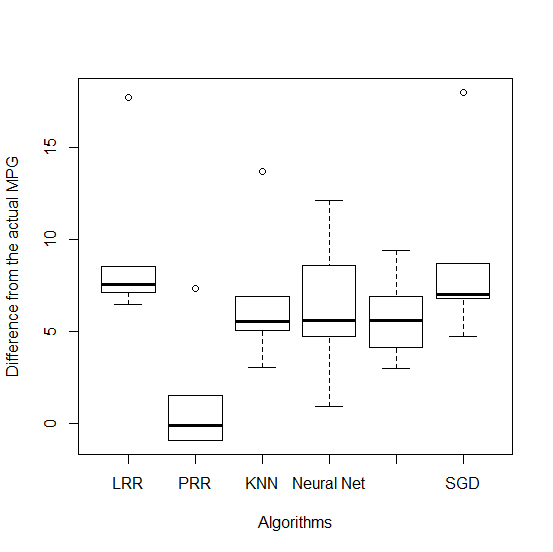 Difference from the actual MPG
15
10
5
0
LRR PRR KNN Neural Net SGD
Algorithms